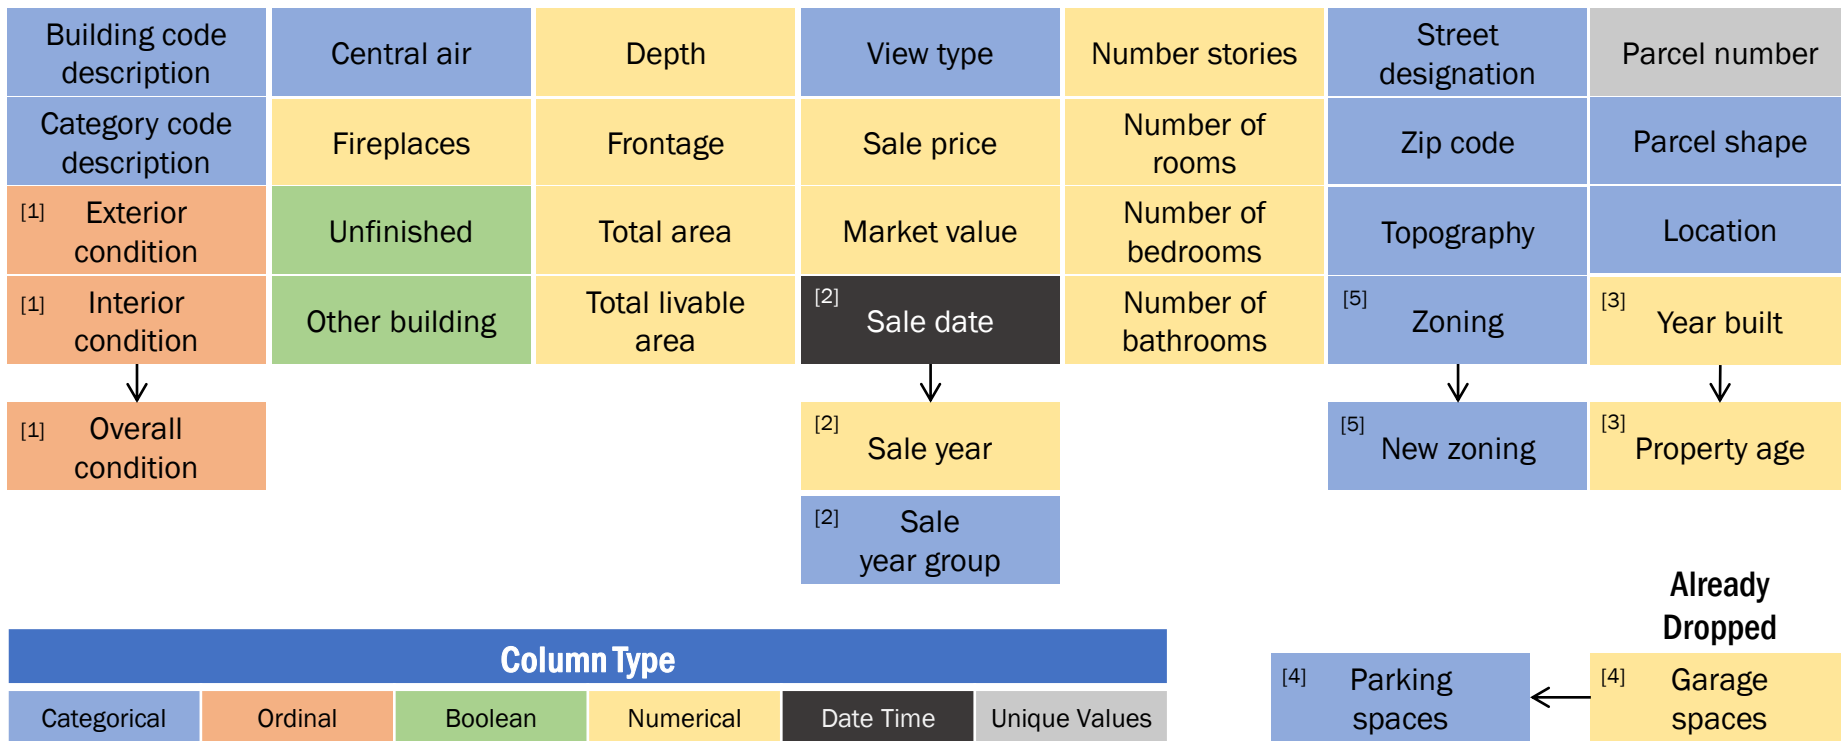 Building code
description
Central air
Depth
View type
Number stories
Street
designation
Parcel number
Category code
description
Fireplaces
Frontage
Sale price
Number of
rooms
Zip code
Parcel shape
[1] Exterior
condition
Unfinished
Total area
Market value
Number of
bedrooms
Topography
Location
[1] Interior
condition
Other building
Total livable
area
[2]
Sale date
Number of
bathrooms
[5]
Zoning
[3]
Year built
[1] Overall
condition
[2]
Sale year
[5]
New zoning
[3]
Property age
[2] Sale
year group
Already
Dropped
[4] Parking
spaces
[4] Garage
spaces
Column Type
Categorical
Ordinal
Boolean
Numerical
Date Time
Unique Values